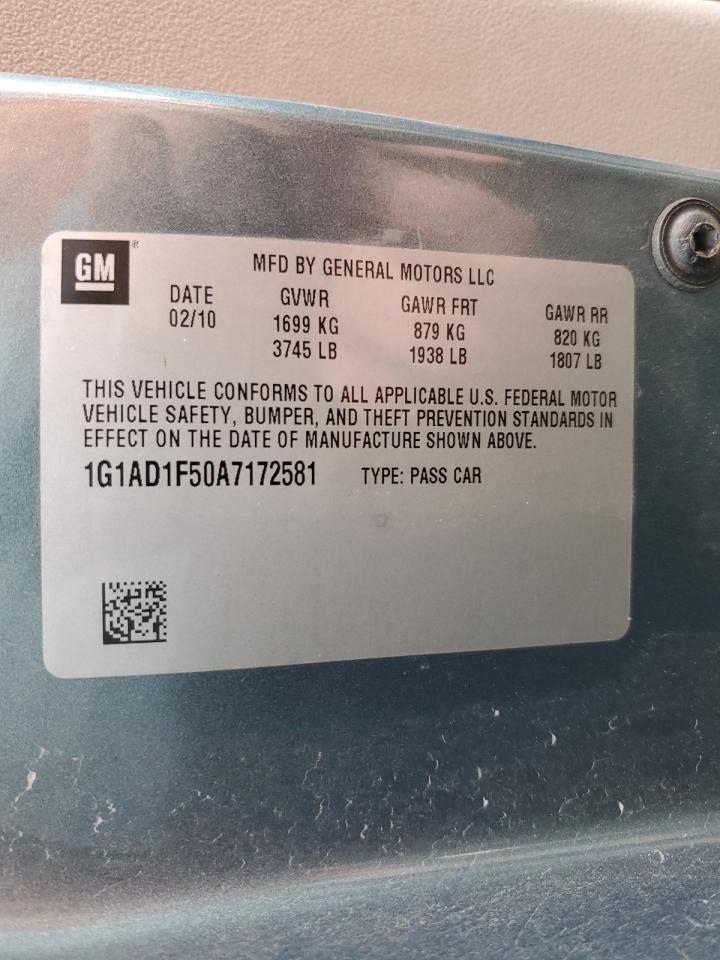 GM®
MFD BY GENERAL MOTORS LLC
DATE GVWR GAWR FRT GAWR RR
02/10 1699 KG 879 KG 820 KG
3745 LB 1938 LB 1807 LB
THIS VEHICLE CONFORMS TO ALL APPLICABLE U.S. FEDERAL MOTOR
VEHICLE SAFETY, BUMPER, AND THEFT PREVENTION STANDARDS IN
EFFECT ON THE DATE OF MANUFACTURE SHOWN ABOVE.
1G1AD1F50A7172581 TYPE: PASS CAR